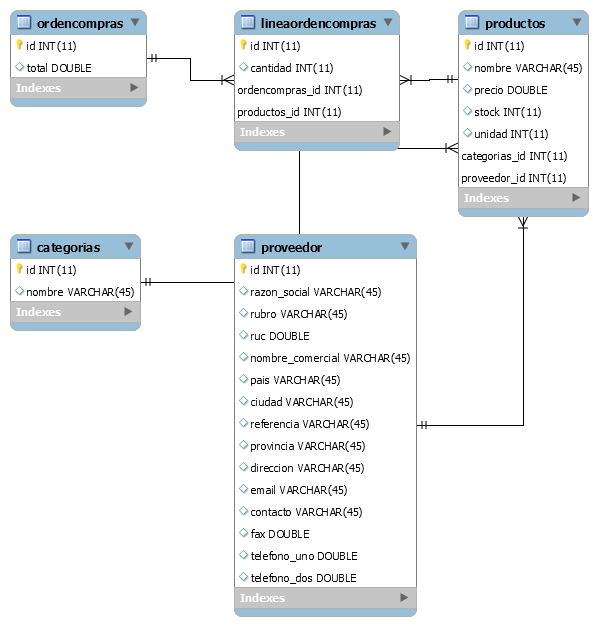 ordencompras
id INT(11)
total DOUBLE
Indexes
lineaordencompras
id INT(11)
cantidad INT(11)
ordencompras_id INT(11)
productos_id INT(11)
Indexes
productos
id INT(11)
nombre VARCHAR(45)
precio DOUBLE
stock INT(11)
unidad INT(11)
categorias_id INT(11)
proveedor_id INT(11)
Indexes
categorias
id INT(11)
nombre VARCHAR(45)
Indexes
proveedor
id INT(11)
razon_social VARCHAR(45)
rubro VARCHAR(45)
ruc DOUBLE
nombre_comercial VARCHAR(45)
pais VARCHAR(45)
ciudad VARCHAR(45)
referencia VARCHAR(45)
provincia VARCHAR(45)
direccion VARCHAR(45)
email VARCHAR(45)
contacto VARCHAR(45)
fax DOUBLE
telefono_uno DOUBLE
telefono_dos DOUBLE
Indexes